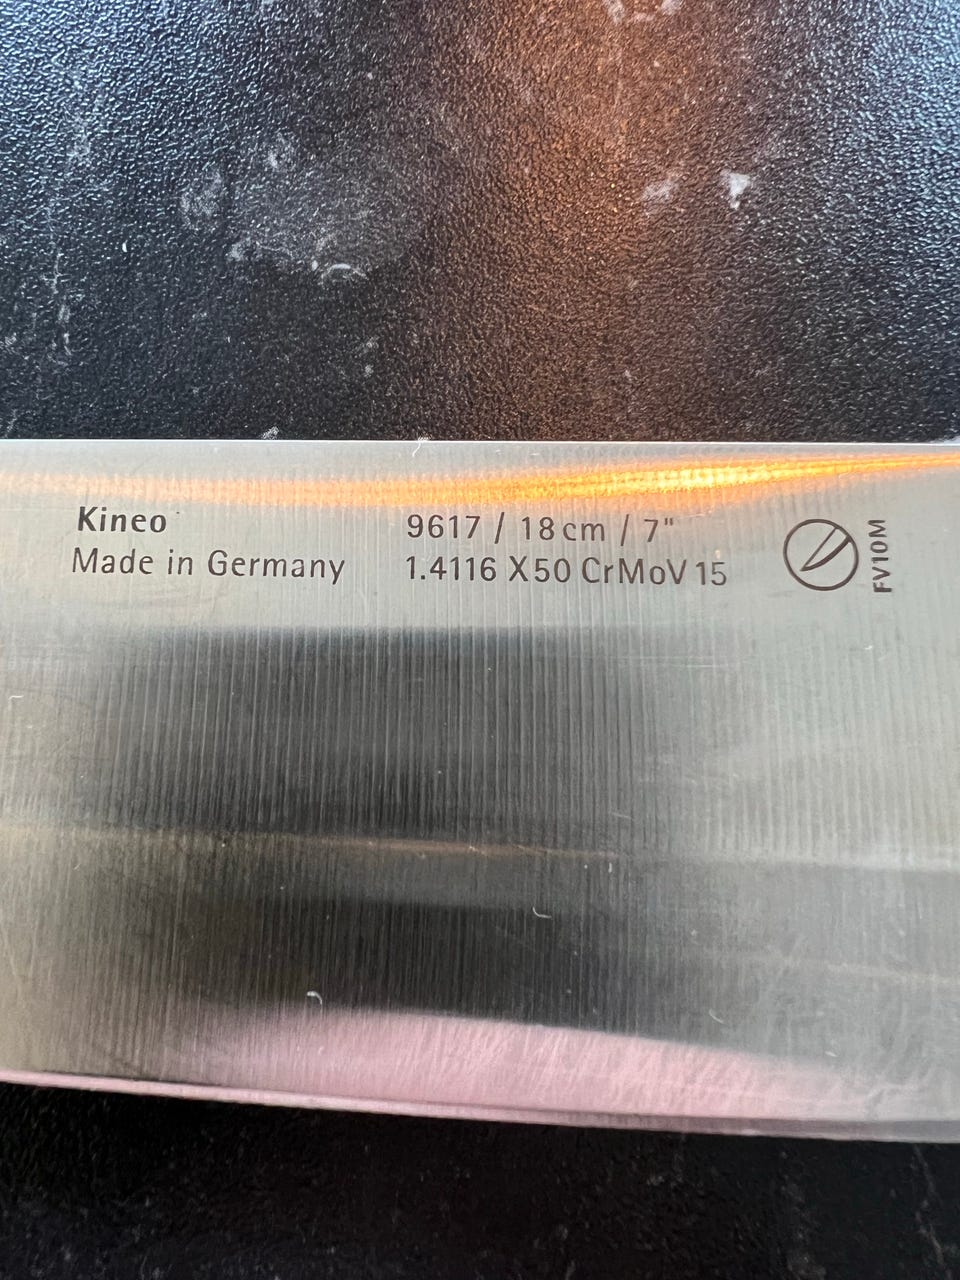 Kineo
Made in Germany
9617 / 18 cm / 7"
1.4116 X50 CrMoV 15
FV10M